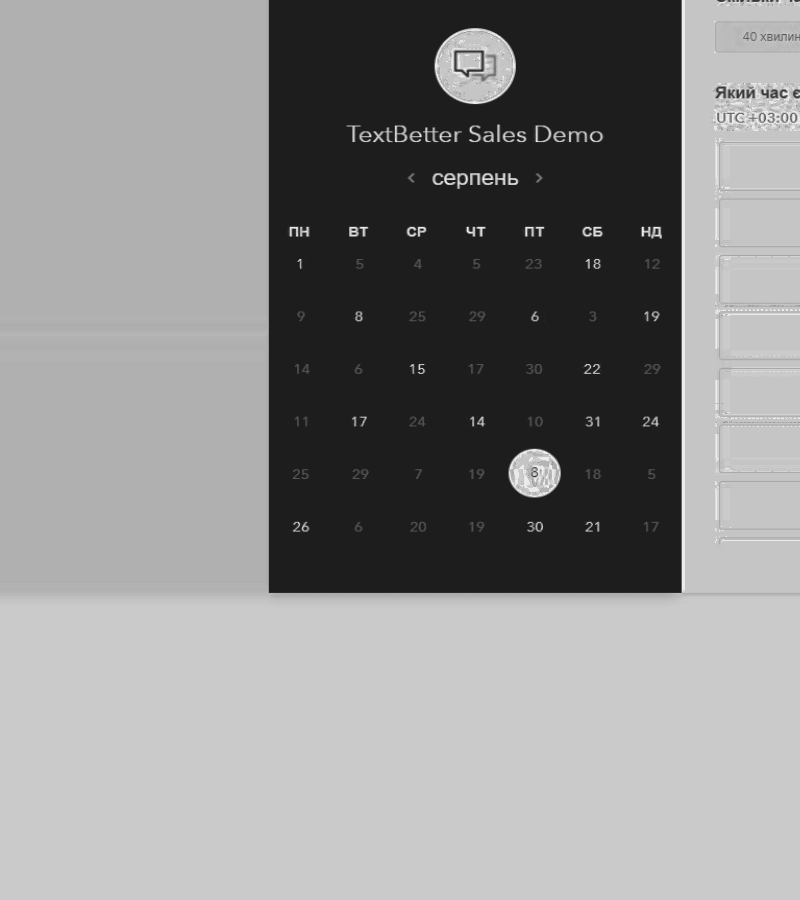 40 хвилин
TextBetter Sales Demo
Який час є
UTC +03:00
серпень
ПН ВТ СР ЧТ ПТ СБ НД
1 5 4 5 23 18 12
9 8 25 29 6 3 19
14 6 15 17 30 22 29
11 17 24 14 10 31 24
25 29 7 19 8 18 5
26 6 20 19 30 21 17